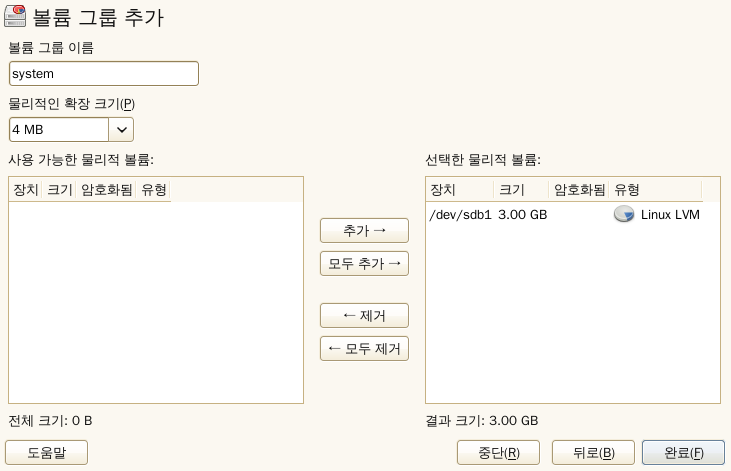 볼륨 그룹 추가
볼륨 그룹 이름
system
물리적인 확장 크기(P)
4 MB
사용 가능한 물리적 볼륨:
장치 크기 암호화됨 유형
전체 크기: 0 B
추가 →
모두 추가 →
← 제거
← 모두 제거
선택한 물리적 볼륨:
장치 크기 암호화됨 유형
/dev/sdb1 3.00 GB Linux LVM
결과 크기: 3.00 GB
도움말 중단(R) 뒤로(B) 완료(F)